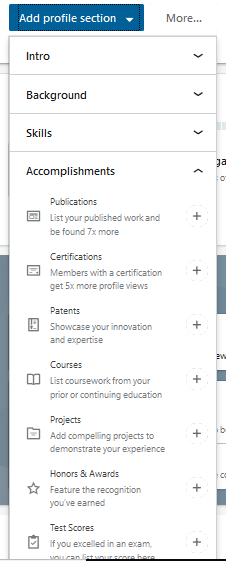 Add profile section
More...
Intro
Background
Skills
Accomplishments
Publications
List your published work and
be found 7x more
Certifications
Members with a certification
get 5x more profile views
Patents
Showcase your innovation
and expertise
Courses
List coursework from your
prior or continuing education
Projects
Add compelling projects to
demonstrate your experience
Honors & Awards
Feature the recognition
you've earned
Test Scores
If you excelled in an exam,
you can list your score here